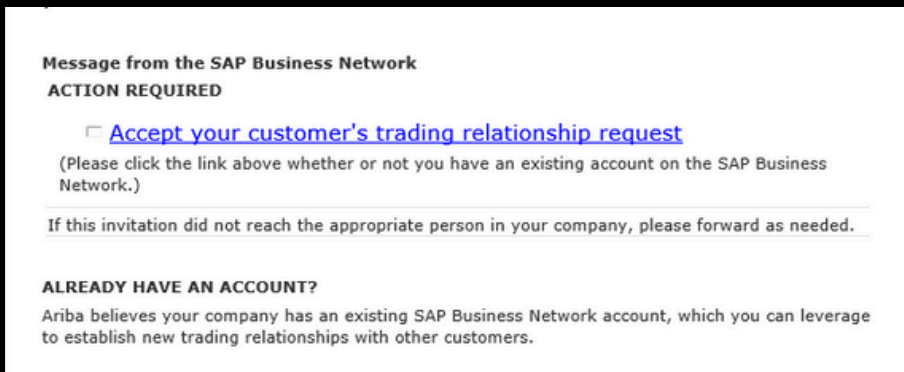 Message from the SAP Business Network
ACTION REQUIRED
Accept your customer's trading relationship request
(Please click the link above whether or not you have an existing account on the SAP Business
Network.)
If this invitation did not reach the appropriate person in your company, please forward as needed.
ALREADY HAVE AN ACCOUNT?
Ariba believes your company has an existing SAP Business Network account, which you can leverage
to establish new trading relationships with other customers.